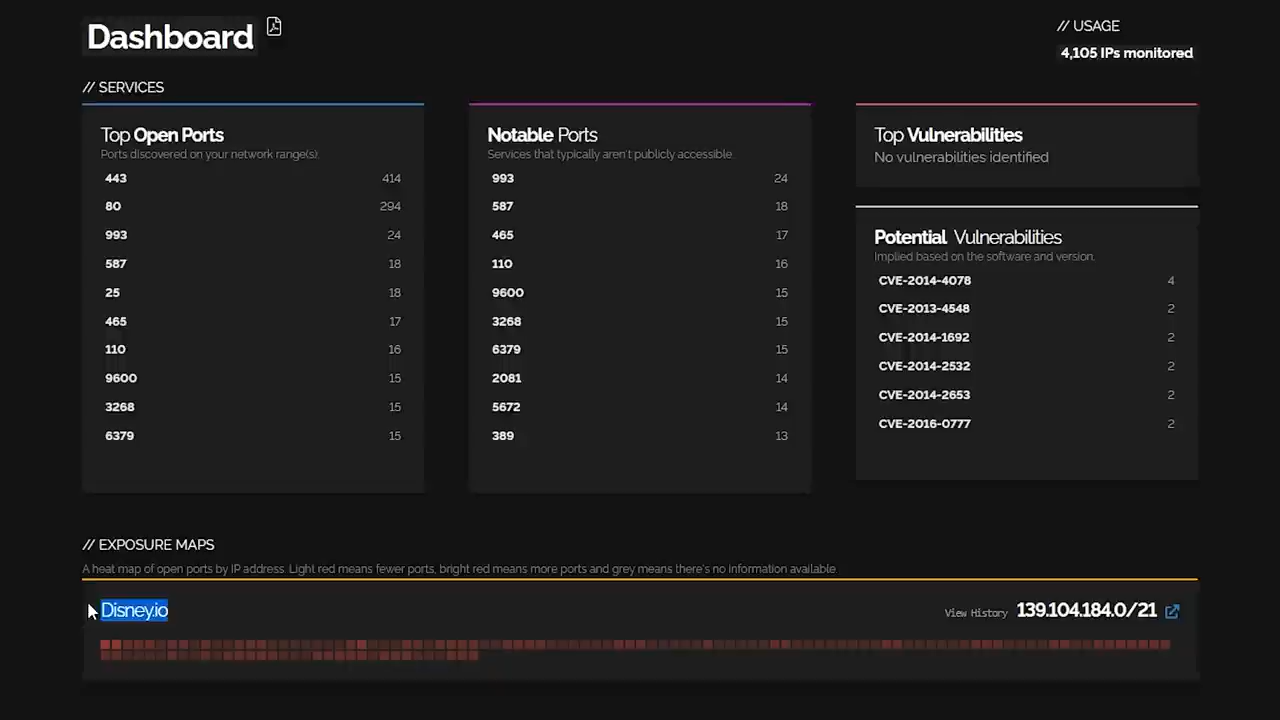 Dashboard
// USAGE
4,105 IPs monitored
// SERVICES
Top Open Ports
Ports discovered on your network range(s).
443 414
80 294
993 24
587 18
25 18
465 17
110 16
9600 15
3268 15
6379 15
Notable Ports
Services that typically aren't publicly accessible.
993 24
587 18
465 17
110 16
9600 15
3268 15
6379 15
2081 14
5672 14
389 13
Top Vulnerabilities
No vulnerabilities identified
Potential Vulnerabilities
Implied based on the software and version.
CVE-2014-4078 4
CVE-2013-4548 2
CVE-2014-1692 2
CVE-2014-2532 2
CVE-2014-2653 2
CVE-2016-0777 2
// EXPOSURE MAPS
A heat map of open ports by IP address. Light red means fewer ports, bright red means more ports and grey means there's no information available.
Disney.io
View History 139.104.184.0/21